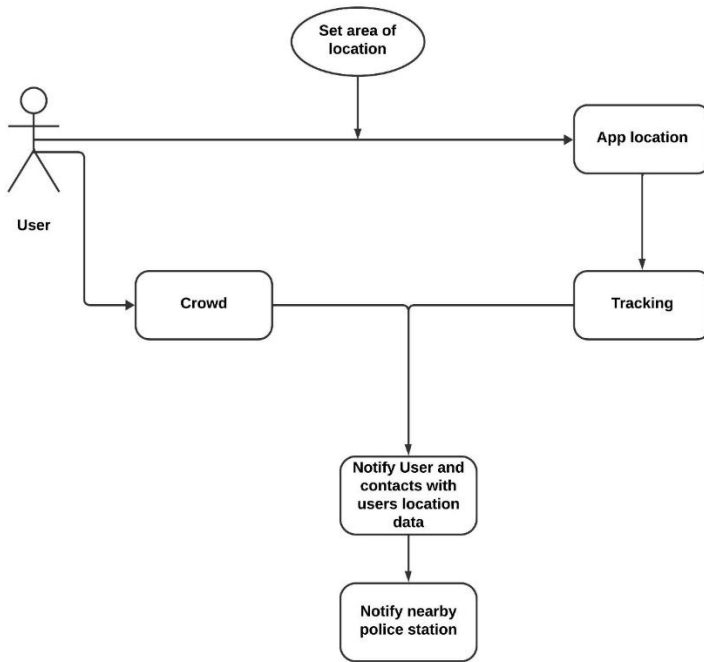 Set area of
location
App location
User
Crowd
Tracking
Notify User and
contacts with
users location
data
Notify nearby
police station